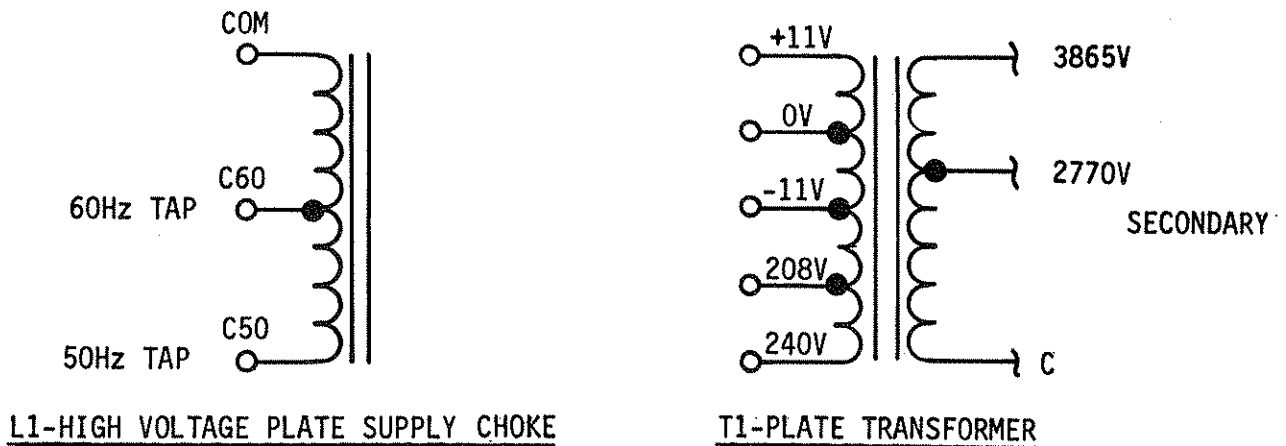 COM
C60
60Hz TAP
C50
50Hz TAP
L1-HIGH VOLTAGE PLATE SUPPLY CHOKE
+11V
0V
-11V
208V
240V
3865V
2770V
SECONDARY
C
T1-PLATE TRANSFORMER